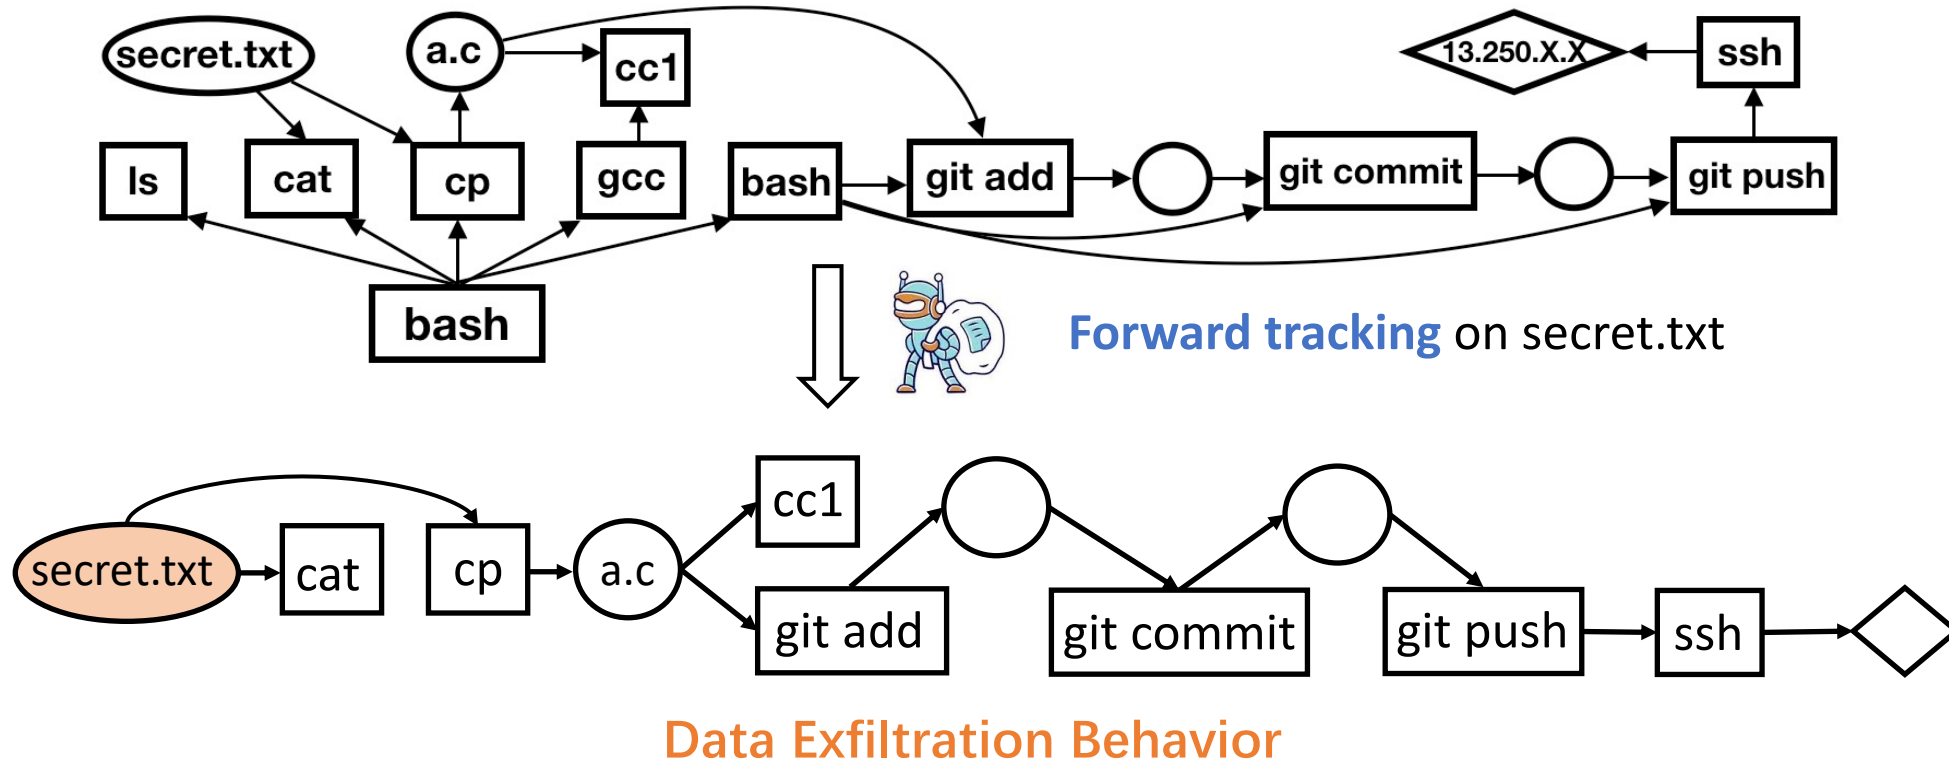 secret.txt
a.c
cc1
13.250.X.X
ssh
ls
cat
cp
gcc
bash
git add
git commit
git push
bash
Forward tracking on secret.txt
cc1
secret.txt
cat
cp
a.c
git add
git commit
git push
ssh
Data Exfiltration Behavior